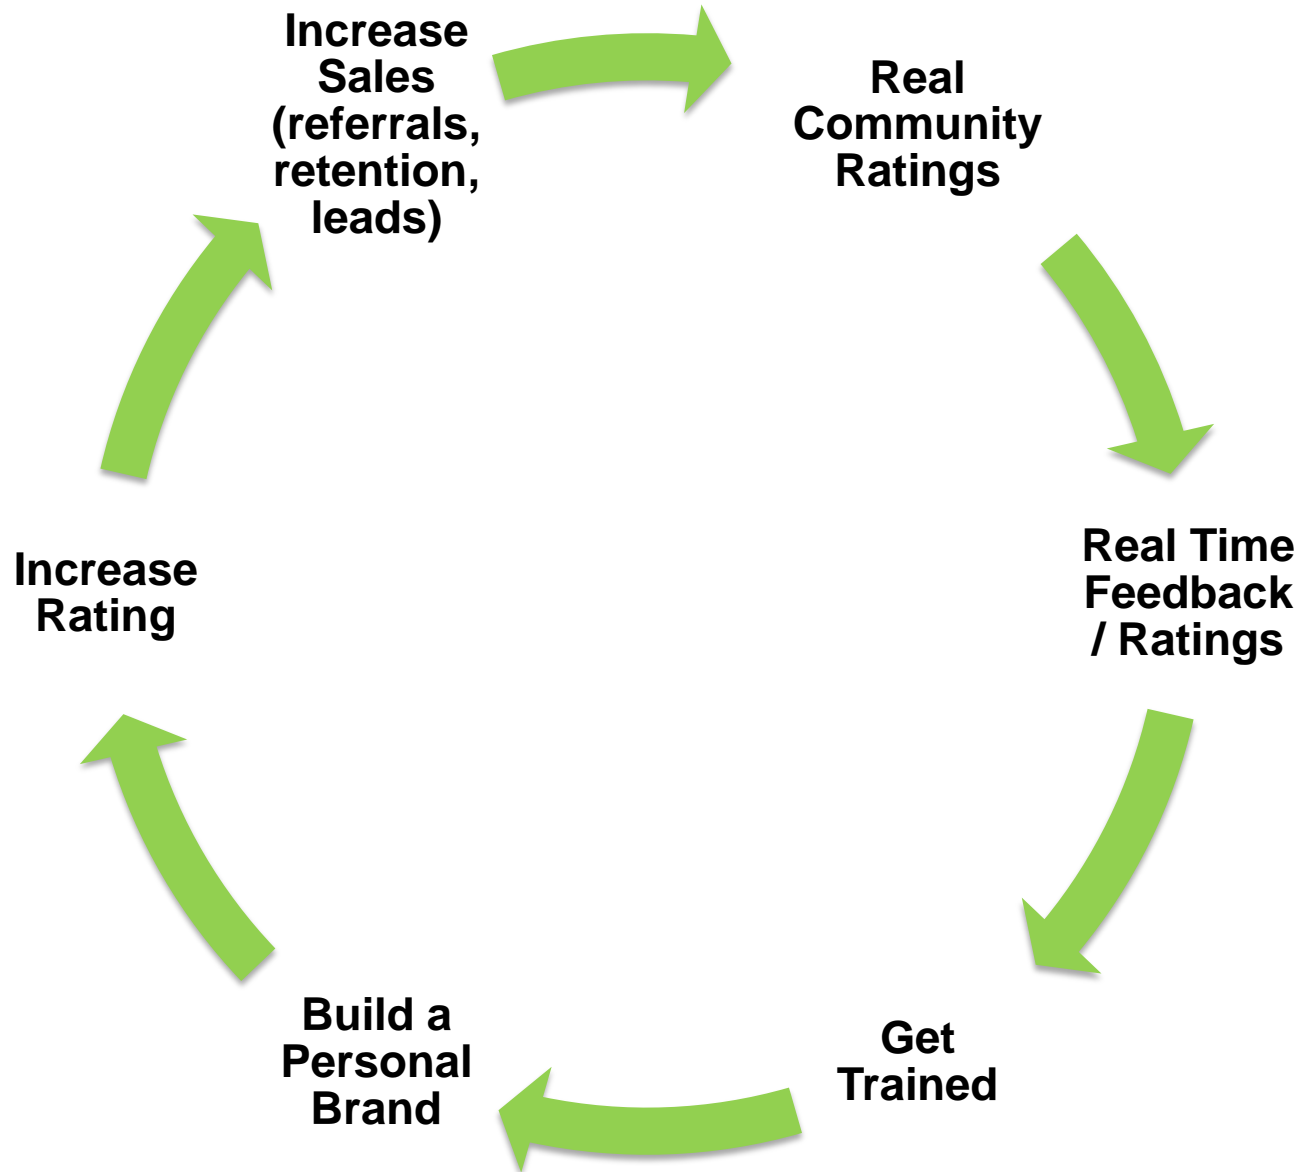 Increase
Sales
(referrals,
retention,
leads)
Real
Community
Ratings
Real Time
Feedback
/ Ratings
Get
Trained
Build a
Personal
Brand
Increase
Rating